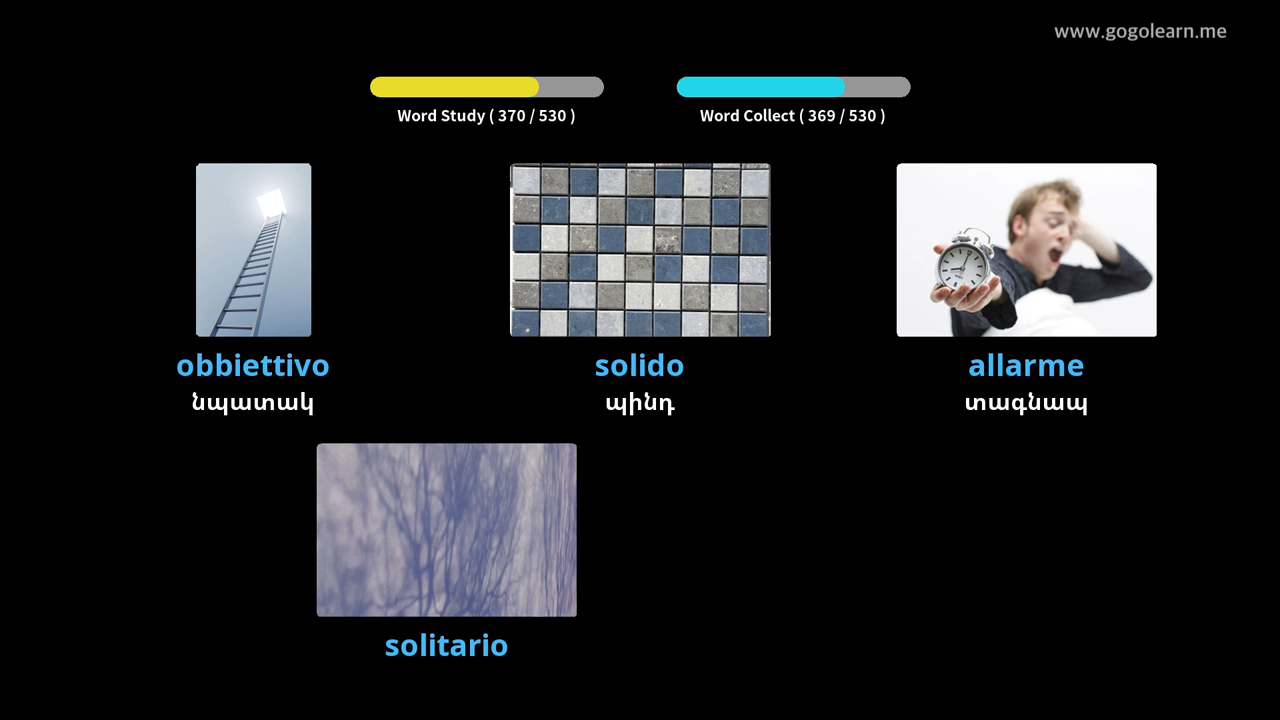 www.gogolearn.me
Word Study ( 370 / 530 )
Word Collect ( 369 / 530 )
obbiettivo
նպատակ
solido
պինդ
allarme
տագնապ
solitario